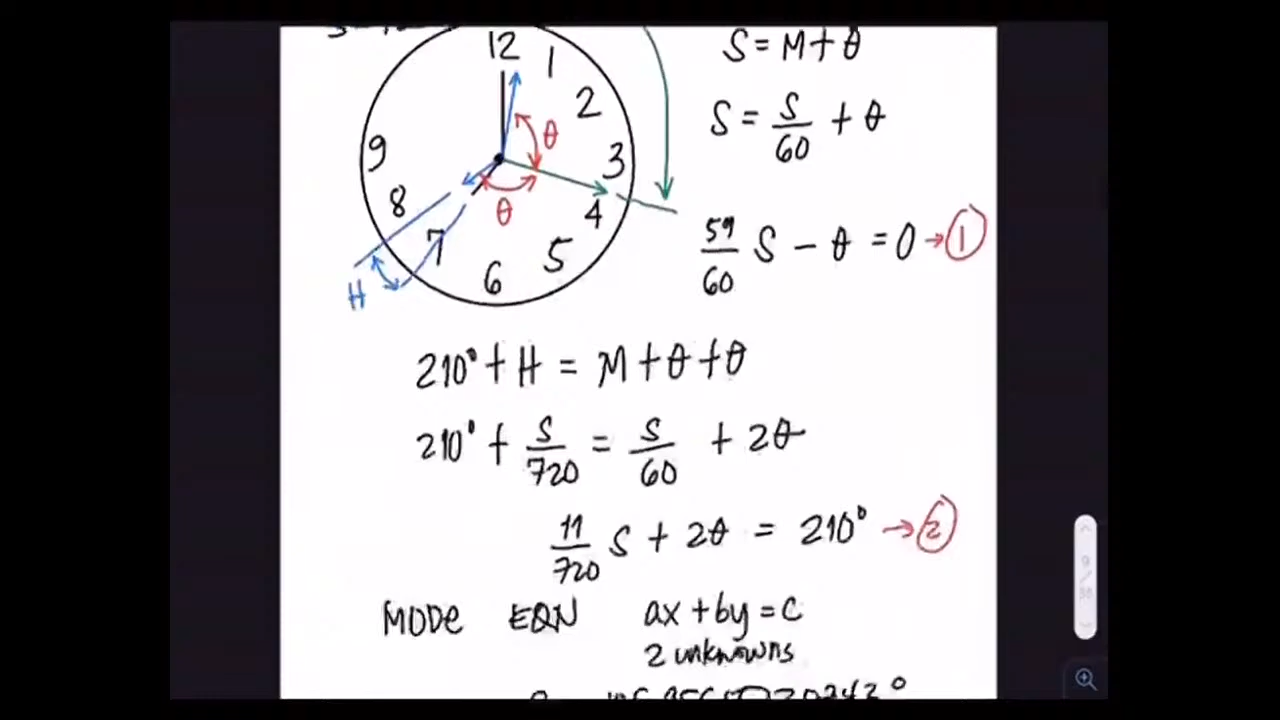 12
1
2
3
4
5
6
7
8
9
θ
θ
H
S = M + θ
S = S/60 + θ
59/60 S - θ = 0 → 1
210° + H = M + θ + θ
210° + S/720 = S/60 + 2θ
11/720 S + 2θ = 210° → 2
MODE EQN ax + by = c
2 unknowns
9
/